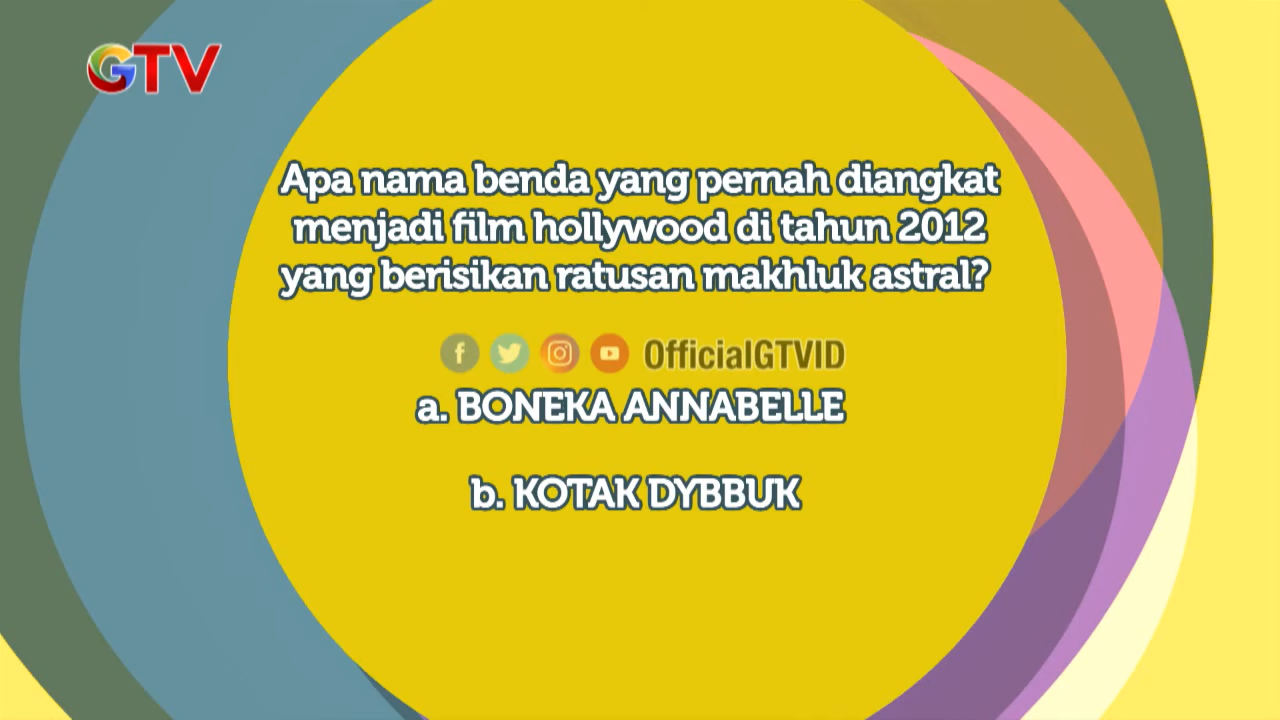 GTV
Apa nama benda yang pernah diangkat
menjadi film hollywood di tahun 2012
yang berisikan ratusan makhluk astral?
OfficialGTVID
a. BONEKA ANNABELLE
b. KOTAK DYBBUK